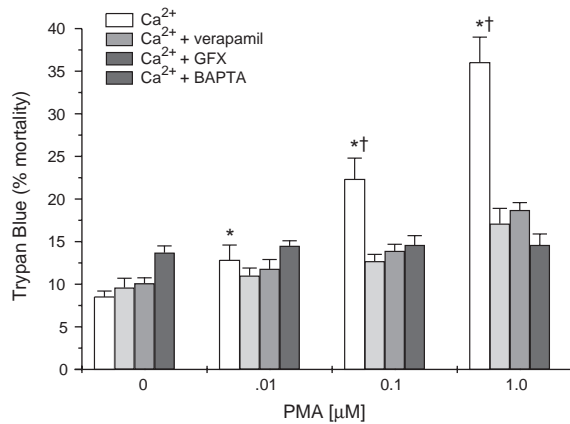 Ca²⁺
Ca²⁺ + verapamil
Ca²⁺ + GFX
Ca²⁺ + BAPTA
Trypan Blue (% mortality)
40
35
30
25
20
15
10
5
0
*
*†
*†
0
.01
0.1
1.0
PMA [μM]